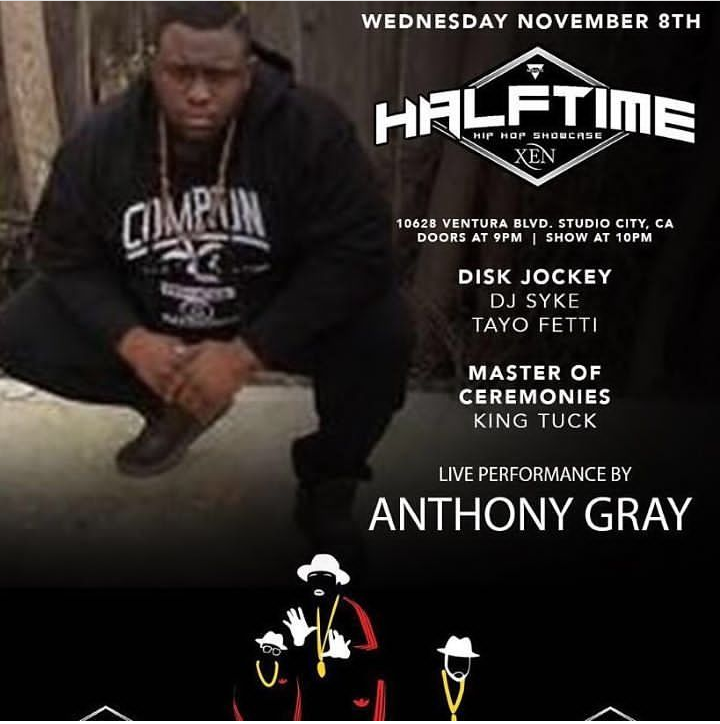 WEDNESDAY NOVEMBER 8TH
HALFTIME
HIP HOP SHOWCASE
XEN
10628 VENTURA BLVD. STUDIO CITY, CA
DOORS AT 9PM | SHOW AT 10PM
COMPTON
DISK JOCKEY
DJ SYKE
TAYO FETTI
MASTER OF
CEREMONIES
KING TUCK
LIVE PERFORMANCE BY
ANTHONY GRAY